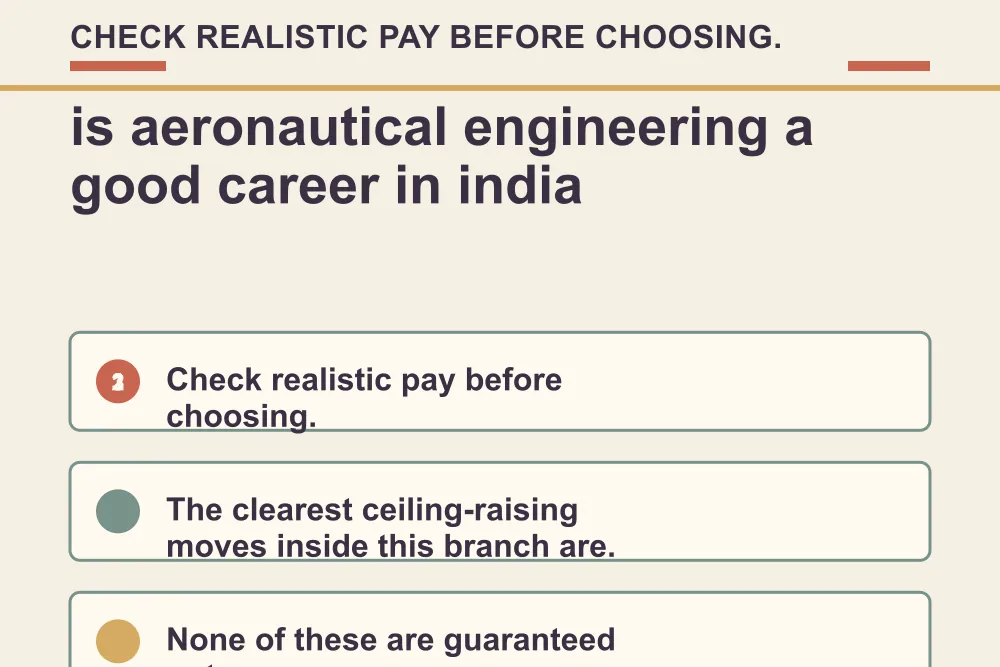 CHECK REALISTIC PAY BEFORE CHOOSING.
is aeronautical engineering a
good career in india
Check realistic pay before
choosing.
The clearest ceiling-raising
moves inside this branch are.
None of these are guaranteed